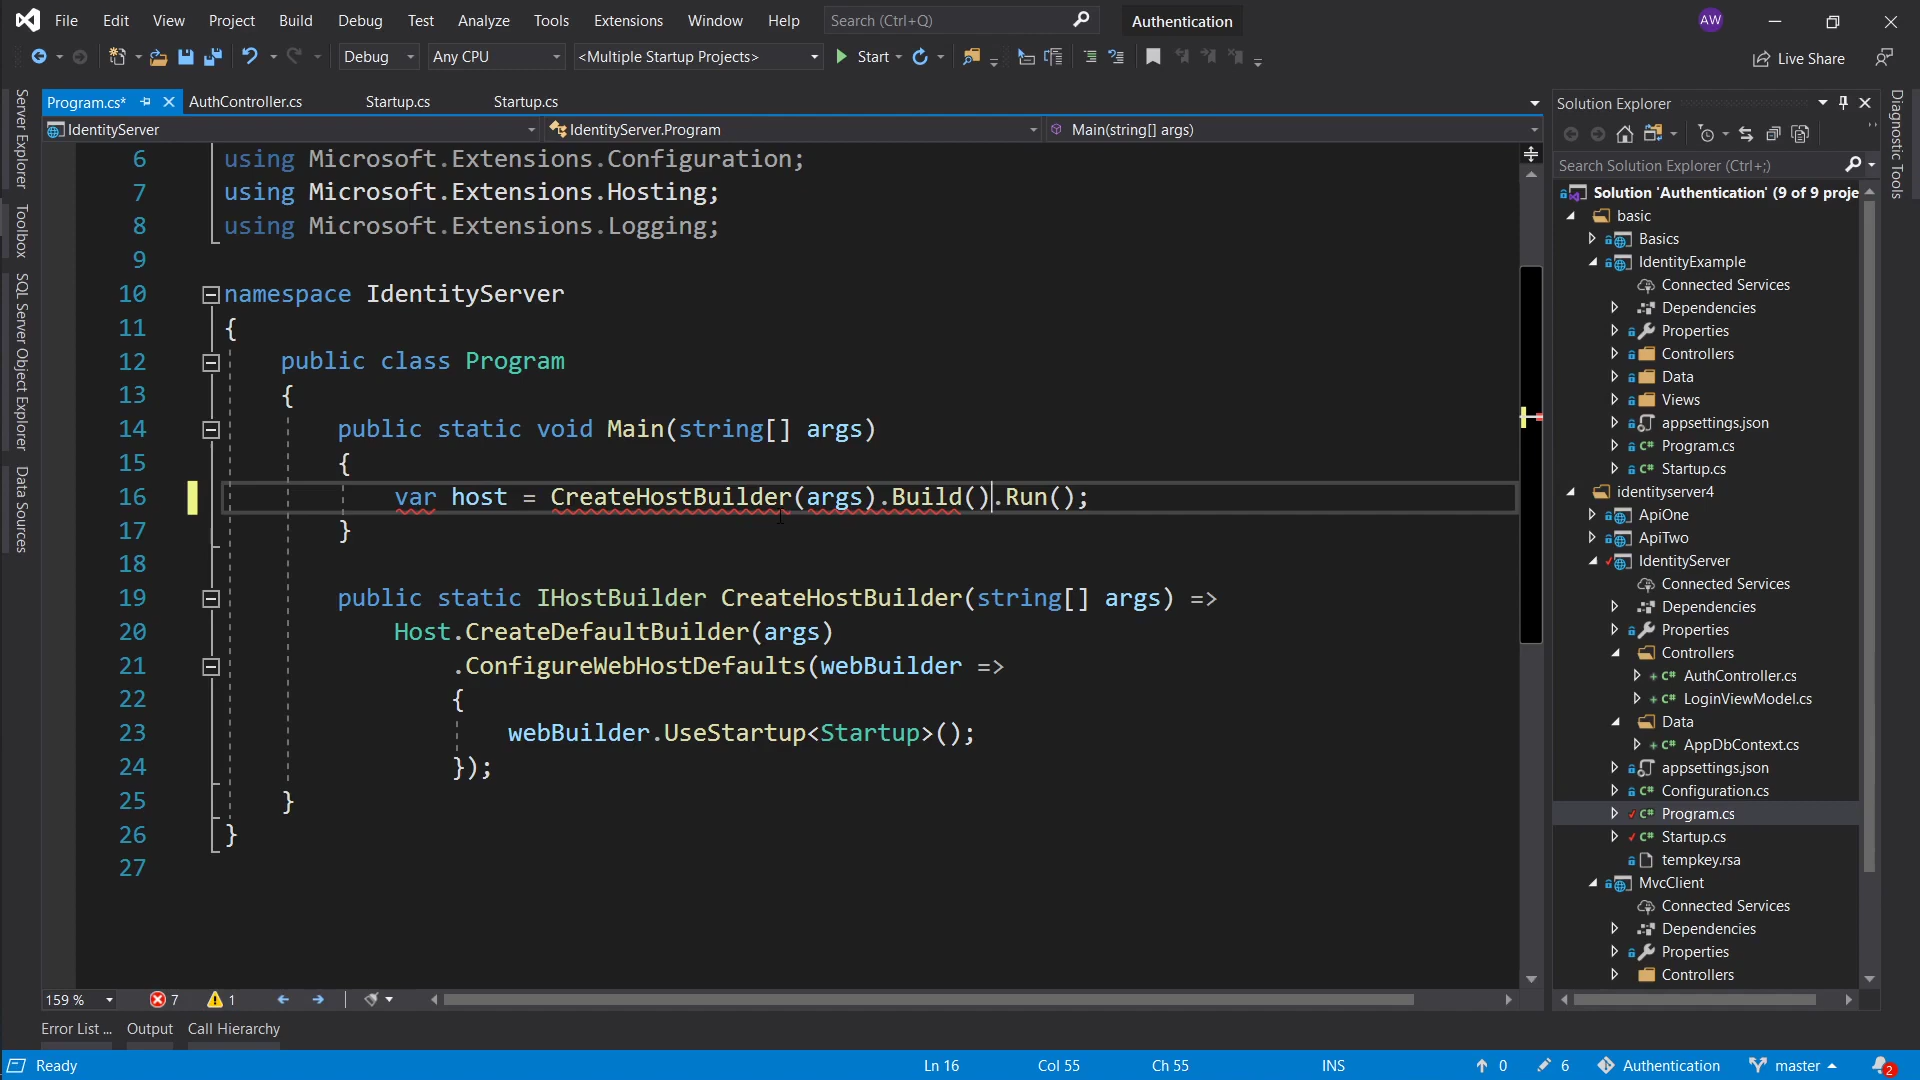 File Edit View Project Build Debug Test Analyze Tools Extensions Window Help Search (Ctrl+Q) Authentication AW
Debug Any CPU <Multiple Startup Projects> Start Live Share
Server Explorer
Toolbox
SQL Server Object Explorer
Data Sources
Program.cs* AuthController.cs Startup.cs Startup.cs
IdentityServer IdentityServer.Program Main(string[] args)
6 using Microsoft.Extensions.Configuration;
7 using Microsoft.Extensions.Hosting;
8 using Microsoft.Extensions.Logging;
9
10 namespace IdentityServer
11 {
12 public class Program
13 {
14 public static void Main(string[] args)
15 {
16 var host = CreateHostBuilder(args).Build().Run();
17 }
18
19 public static IHostBuilder CreateHostBuilder(string[] args) =>
20 Host.CreateDefaultBuilder(args)
21 .ConfigureWebHostDefaults(webBuilder =>
22 {
23 webBuilder.UseStartup<Startup>();
24 });
25 }
26 }
27
159 % 7 1
Error List ... Output Call Hierarchy
Solution Explorer
Search Solution Explorer (Ctrl+;)
Solution 'Authentication' (9 of 9 proje
basic
Basics
IdentityExample
Connected Services
Dependencies
Properties
Controllers
Data
Views
appsettings.json
C# Program.cs
C# Startup.cs
identityserver4
ApiOne
ApiTwo
IdentityServer
Connected Services
Dependencies
Properties
Controllers
C# AuthController.cs
C# LoginViewModel.cs
Data
C# AppDbContext.cs
appsettings.json
C# Configuration.cs
C# Program.cs
C# Startup.cs
tempkey.rsa
MvcClient
Connected Services
Dependencies
Properties
Controllers
Diagnostic Tools
Ready Ln 16 Col 55 Ch 55 INS 0 6 Authentication master 2